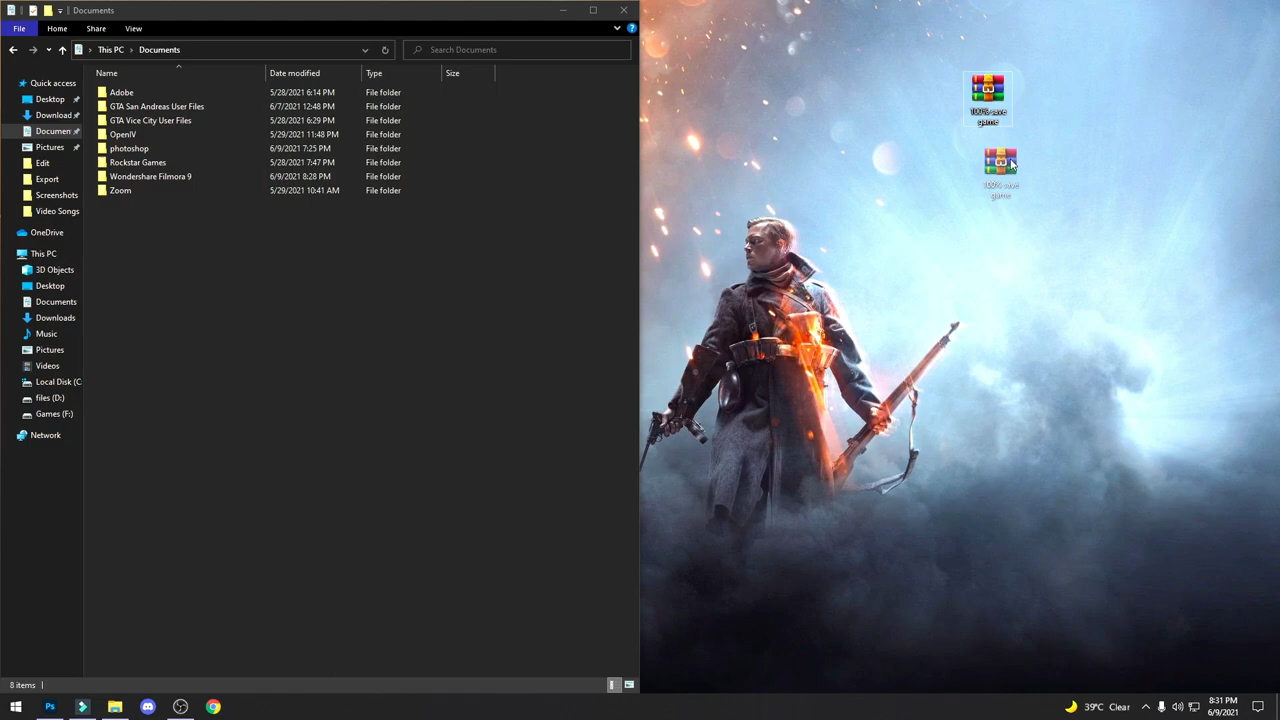 Documents
File Home Share View
This PC Documents Search Documents
Name Date modified Type Size
Quick access
Desktop
Download
Documen
Pictures
Edit
Export
Screenshots
Video Songs
OneDrive
This PC
3D Objects
Desktop
Documents
Downloads
Music
Pictures
Videos
Local Disk (C
files (D:)
Games (F:)
Network
Adobe 5/28/2021 6:14 PM File folder
GTA San Andreas User Files 6/7/2021 12:48 PM File folder
GTA Vice City User Files 5/28/2021 6:29 PM File folder
OpenIV 5/29/2021 11:48 PM File folder
photoshop 6/9/2021 7:25 PM File folder
Rockstar Games 5/28/2021 7:47 PM File folder
Wondershare Filmora 9 6/9/2021 8:28 PM File folder
Zoom 5/29/2021 10:41 AM File folder
100% save
game
100% save
game
8 items
Ps
39°C Clear
8:31 PM
6/9/2021